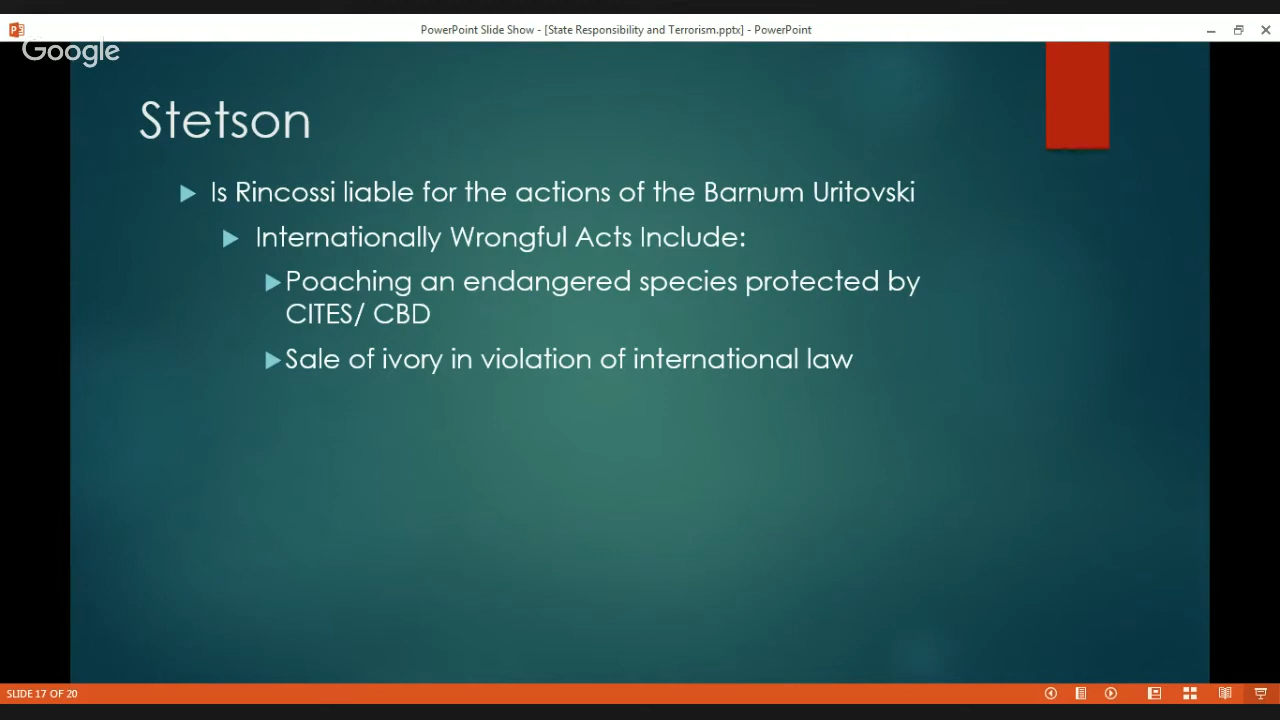 PowerPoint Slide Show - [State Responsibility and Terrorism.pptx] - PowerPoint
Google
Stetson
Is Rincossi liable for the actions of the Barnum Uritovski
Internationally Wrongful Acts Include:
Poaching an endangered species protected by
CITES/ CBD
Sale of ivory in violation of international law
SLIDE 17 OF 20